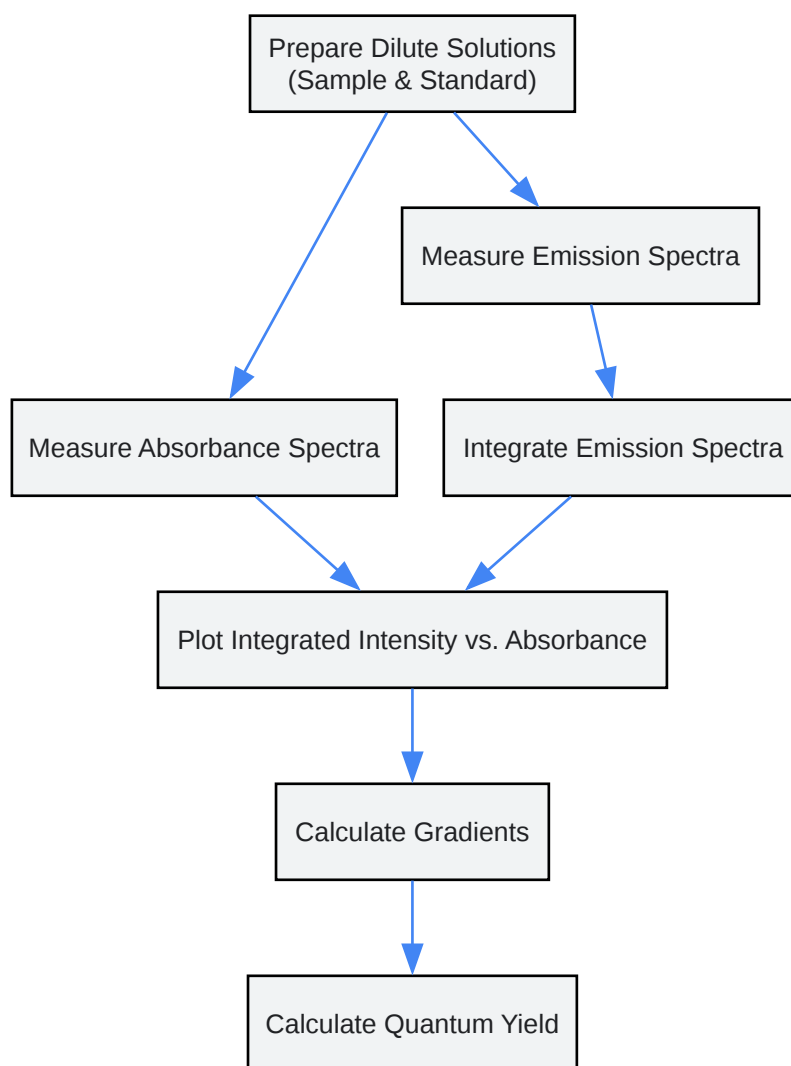 Prepare Dilute Solutions
(Sample & Standard)
Measure Emission Spectra
Measure Absorbance Spectra
Integrate Emission Spectra
Plot Integrated Intensity vs. Absorbance
Calculate Gradients
Calculate Quantum Yield